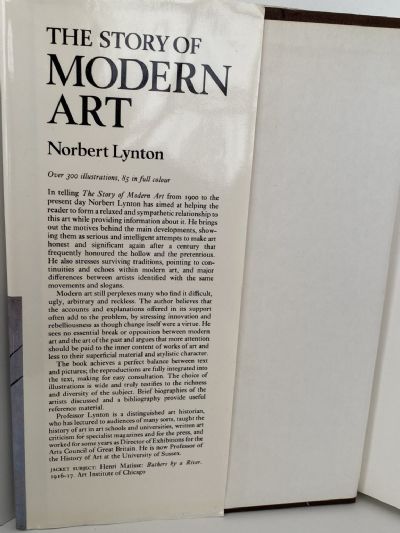 THE STORY OF
MODERN
ART
Norbert Lynton
Over 300 illustrations, 85 in full colour
In telling The Story of Modern Art from 1900 to the
present day Norbert Lynton has aimed at helping the
reader to form a relaxed and sympathetic relationship to
this art while providing information about it. He brings
out the motives behind the main developments, show-
ing them as serious and intelligent attempts to make art
honest and significant again after a century that
frequently honoured the hollow and the pretentious.
He also stresses surviving traditions, pointing to con-
tinuities and echoes within modern art, and major
differences between artists identified with the same
movements and slogans.
Modern art still perplexes many who find it difficult,
ugly, arbitrary and reckless. The author believes that
the accounts and explanations offered in its support
often add to the problem, by stressing innovation and
rebelliousness as though change itself were a virtue. He
sees no essential break or opposition between modern
art and the art of the past and argues that more attention
should be paid to the inner content of works of art and
less to their superficial material and stylistic character.
The book achieves a perfect balance between text
and pictures; the reproductions are fully integrated into
the text, making for easy consultation. The choice of
illustrations is wide and truly testifies to the richness
and diversity of the subject. Brief biographies of the
artists discussed and a bibliography provide useful
reference material.
Professor Lynton is a distinguished art historian,
who has lectured to audiences of many sorts, taught the
history of art in art schools and universities, written art
criticism for specialist magazines and for the press, and
worked for some years as Director of Exhibitions for the
Arts Council of Great Britain. He is now Professor of
the History of Art at the University of Sussex.
JACKET SUBJECT: Henri Matisse: Bathers by a River.
1916-17. Art Institute of Chicago